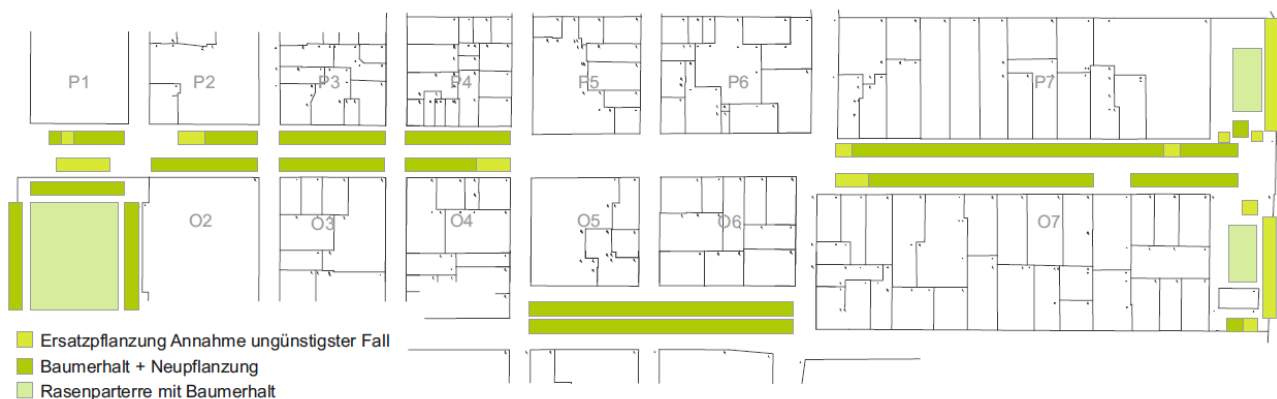 P1 P2 P3 P4 P5 P6 P7
O2 O3 O4 O5 O6 O7
Ersatzpflanzung Annahme ungünstigster Fall
Baumerhalt + Neupflanzung
Rasenparterre mit Baumerhalt